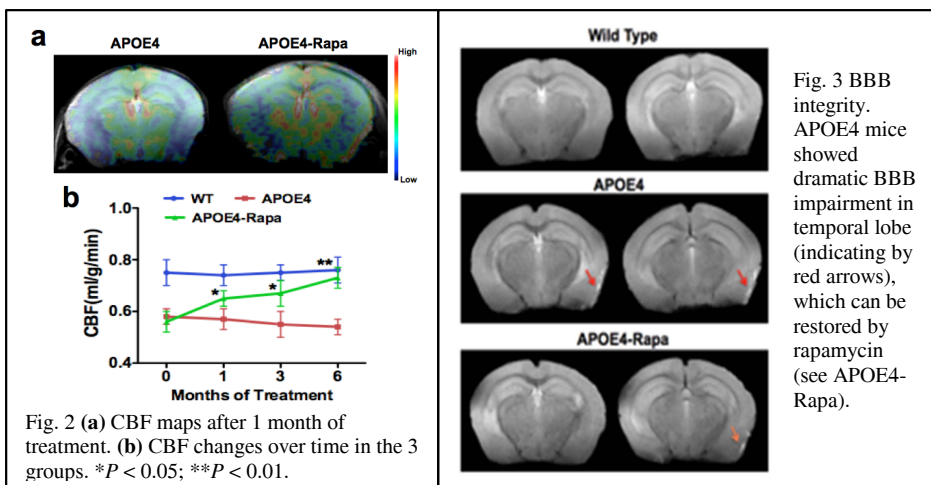 a
APOE4
APOE4-Rapa
High
Low
b
WT
APOE4
APOE4-Rapa
CBF(ml/g/min)
1.0
0.8
0.6
0.4
*
*
**
0
1
3
6
Months of Treatment
Fig. 2 (a) CBF maps after 1 month of
treatment. (b) CBF changes over time in the 3
groups. *P < 0.05; **P < 0.01.
Wild Type
APOE4
APOE4-Rapa
Fig. 3 BBB
integrity.
APOE4 mice
showed
dramatic BBB
impairment in
temporal lobe
(indicating by
red arrows),
which can be
restored by
rapamycin
(see APOE4-
Rapa).